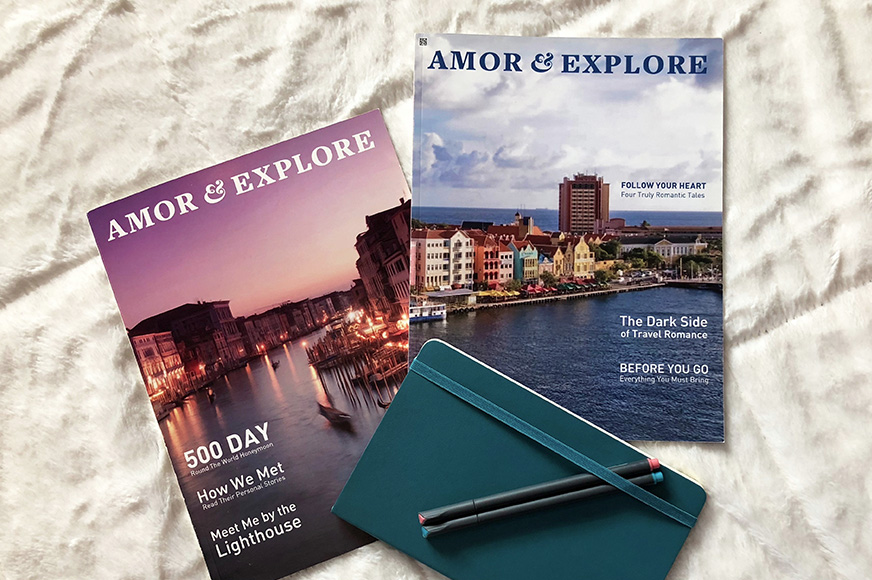 AMOR & EXPLORE
500 DAY
Round The World Honeymoon
How We Met
Read Their Personal Stories
Meet Me by the
Lighthouse
AMOR & EXPLORE
FOLLOW YOUR HEART
Four Truly Romantic Tales
The Dark Side
of Travel Romance
BEFORE YOU GO
Everything You Must Bring